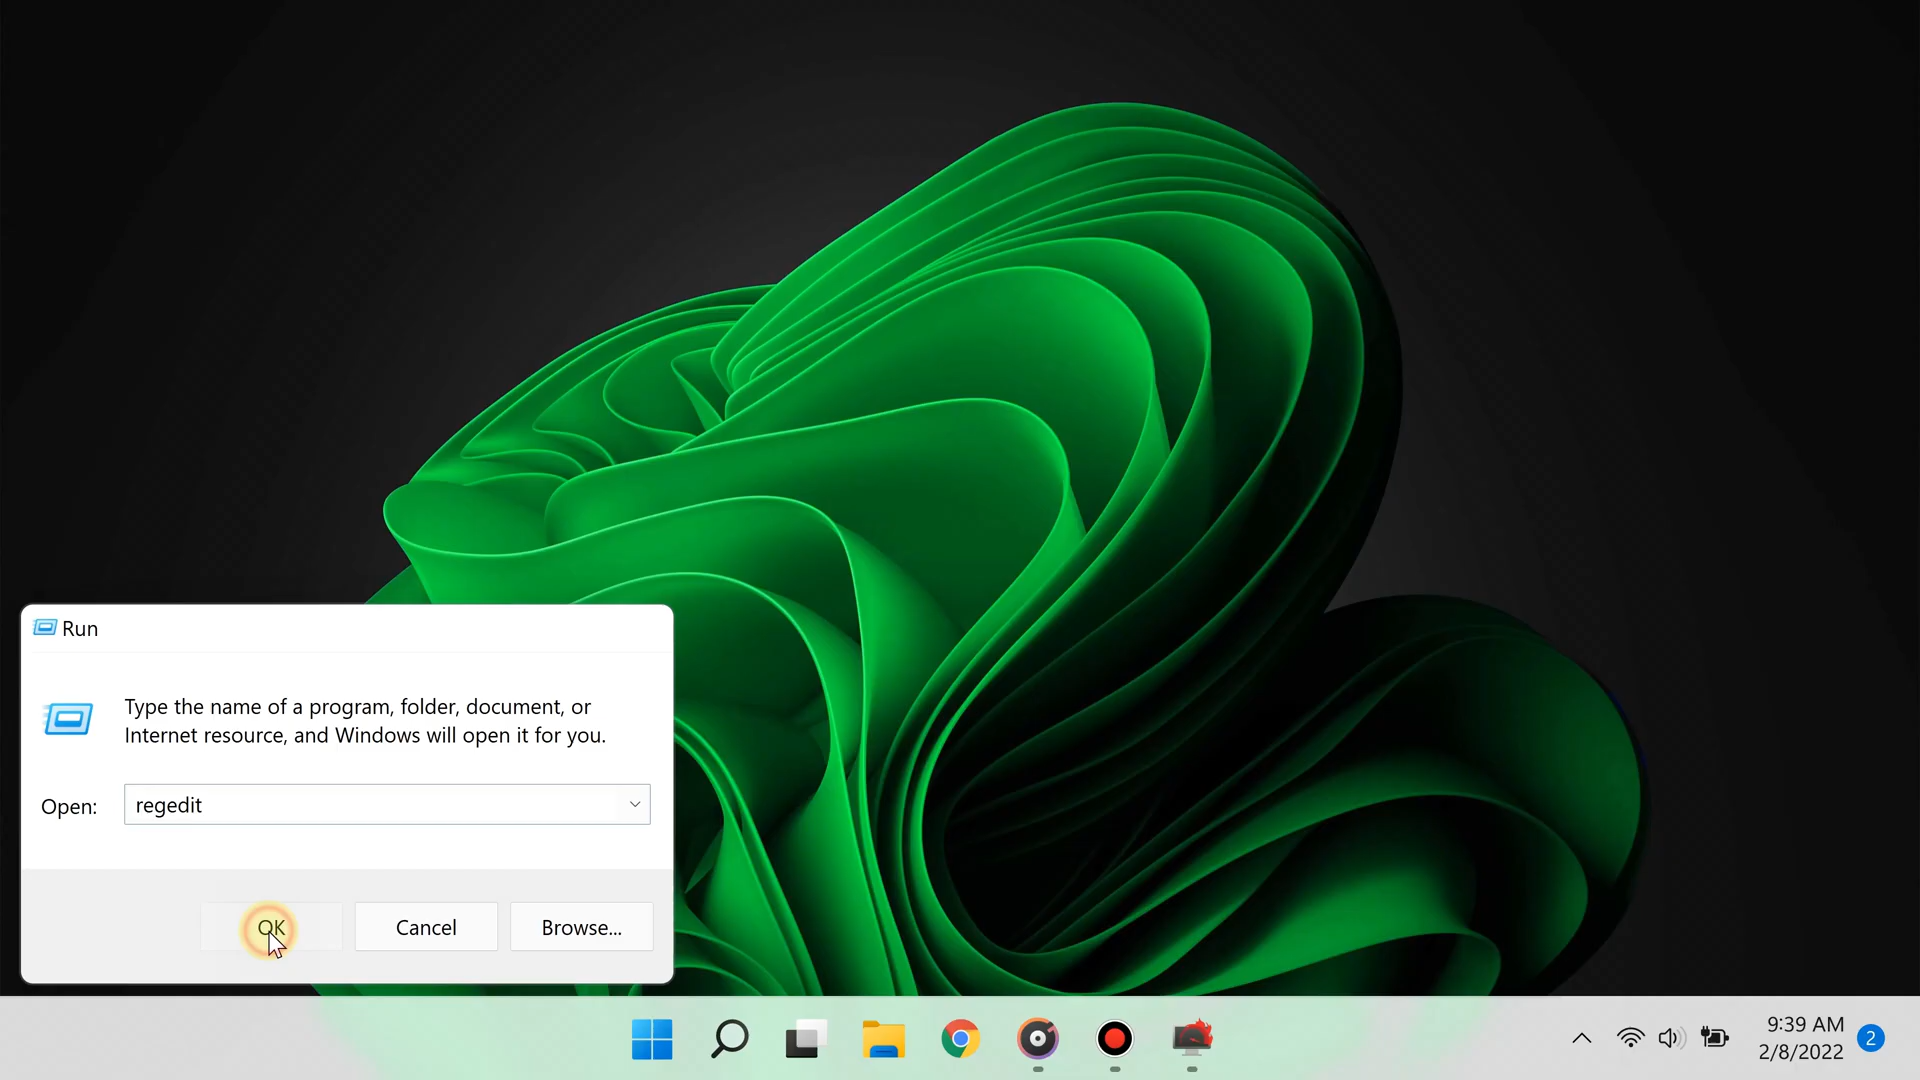 Run
Type the name of a program, folder, document, or
Internet resource, and Windows will open it for you.
Open:
regedit
OK
Cancel
Browse...
9:39 AM
2/8/2022
2